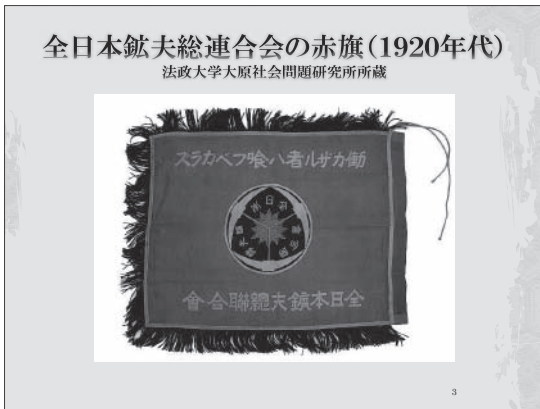 全日本鉱夫総連合会の赤旗(1920年代)
法政大学大原社会問題研究所所蔵
働カザル者ハ喰フベカラス
全日本鑛夫總聯合會
3